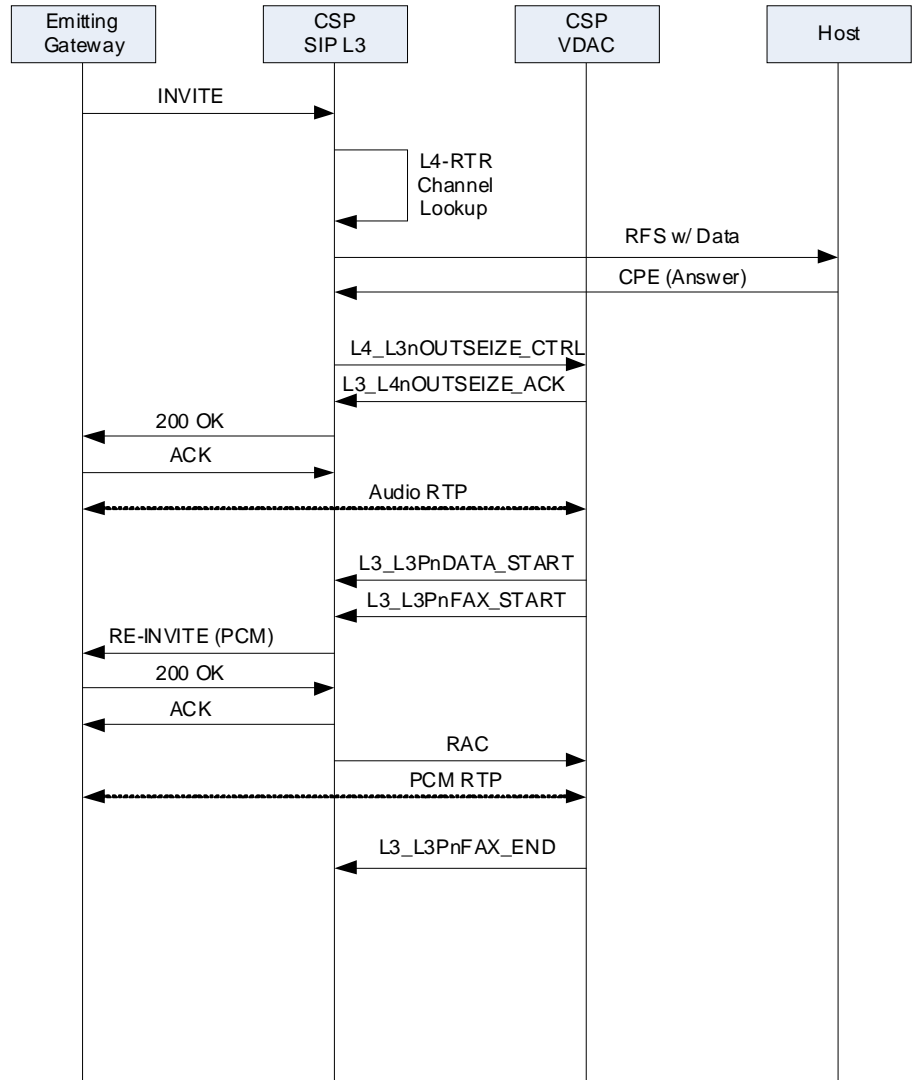 Emitting
Gateway
CSP
SIP L3
CSP
VDAC
Host
INVITE
L4-RTR
Channel
Lookup
RFS w/ Data
CPE (Answer)
L4_L3nOUTSEIZE_CTRL
L3_L4nOUTSEIZE_ACK
200 OK
ACK
Audio RTP
L3_L3PnDATA_START
L3_L3PnFAX_START
RE-INVITE (PCM)
200 OK
ACK
RAC
PCM RTP
L3_L3PnFAX_END